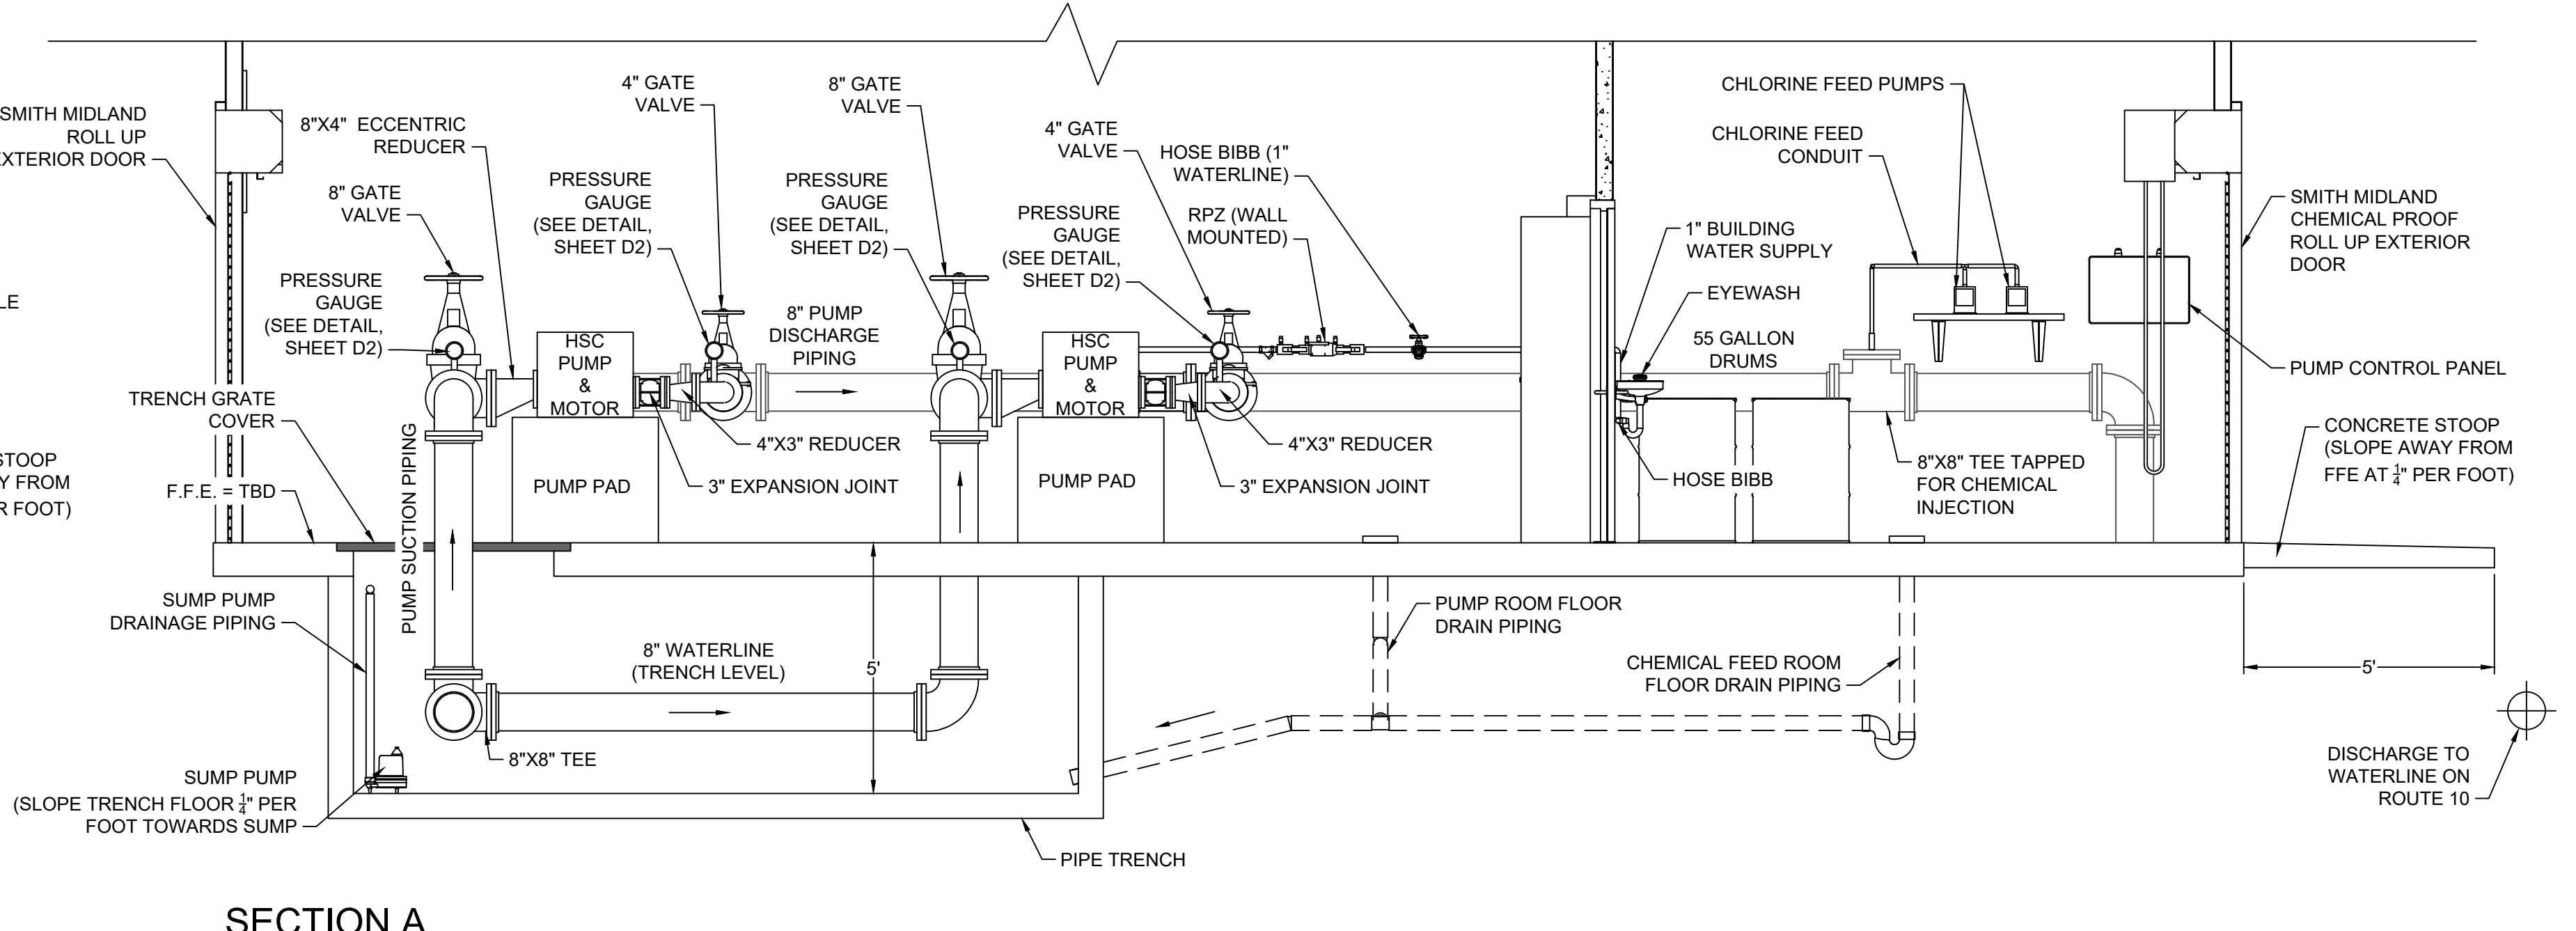 SMITH MIDLAND
ROLL UP
EXTERIOR DOOR
8"X4" ECCENTRIC
REDUCER
8" GATE
VALVE
PRESSURE
GAUGE
(SEE DETAIL,
SHEET D2)
TRENCH GRATE
COVER
F.F.E. = TBD
PUMP SUCTION PIPING
SUMP PUMP
DRAINAGE PIPING
SUMP PUMP
(SLOPE TRENCH FLOOR 1/4" PER
FOOT TOWARDS SUMP
LE
STOOP
Y FROM
R FOOT)
4" GATE
VALVE
PRESSURE
GAUGE
(SEE DETAIL,
SHEET D2)
HSC
PUMP
&
MOTOR
PUMP PAD
4"X3" REDUCER
3" EXPANSION JOINT
8" PUMP
DISCHARGE
PIPING
8" GATE
VALVE
PRESSURE
GAUGE
(SEE DETAIL,
SHEET D2)
8" WATERLINE
(TRENCH LEVEL)
8"X8" TEE
5'
PIPE TRENCH
4" GATE
VALVE
PRESSURE
GAUGE
(SEE DETAIL,
SHEET D2)
HSC
PUMP
&
MOTOR
PUMP PAD
4"X3" REDUCER
3" EXPANSION JOINT
HOSE BIBB (1"
WATERLINE)
RPZ (WALL
MOUNTED)
PUMP ROOM FLOOR
DRAIN PIPING
CHLORINE FEED PUMPS
CHLORINE FEED
CONDUIT
1" BUILDING
WATER SUPPLY
EYEWASH
55 GALLON
DRUMS
HOSE BIBB
8"X8" TEE TAPPED
FOR CHEMICAL
INJECTION
CHEMICAL FEED ROOM
FLOOR DRAIN PIPING
SMITH MIDLAND
CHEMICAL PROOF
ROLL UP EXTERIOR
DOOR
PUMP CONTROL PANEL
CONCRETE STOOP
(SLOPE AWAY FROM
FFE AT 1/4" PER FOOT)
5'
DISCHARGE TO
WATERLINE ON
ROUTE 10
SECTION A